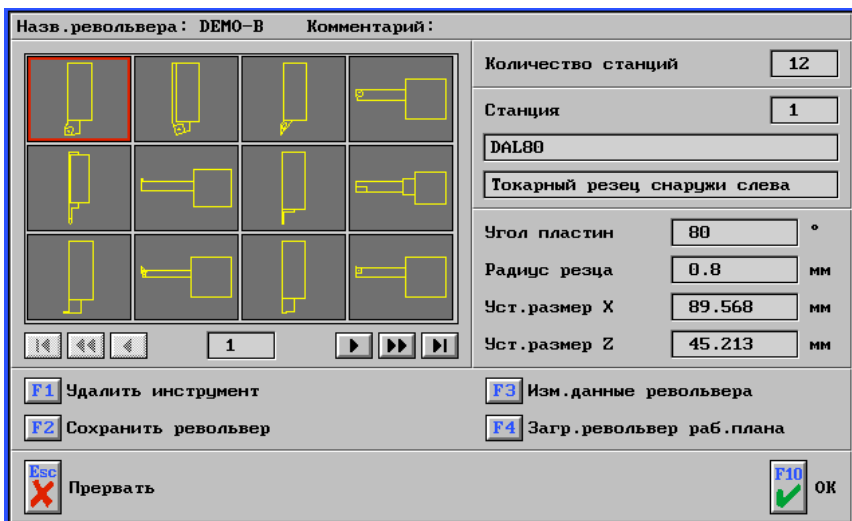 Назв.револьвера: DEMO-B Комментарий:
Количество станций 12
Станция 1
DAL80
Токарный резец снаружи слева
Угол пластин 80 °
Радиус резца 0.8 мм
Уст.размер X 89.568 мм
1 Уст.размер Z 45.213 мм
F1 Удалить инструмент F3 Изм.данные револьвера
F2 Сохранить револьвер F4 Загр.револьвер раб.плана
Esc Прервать F10 ОК